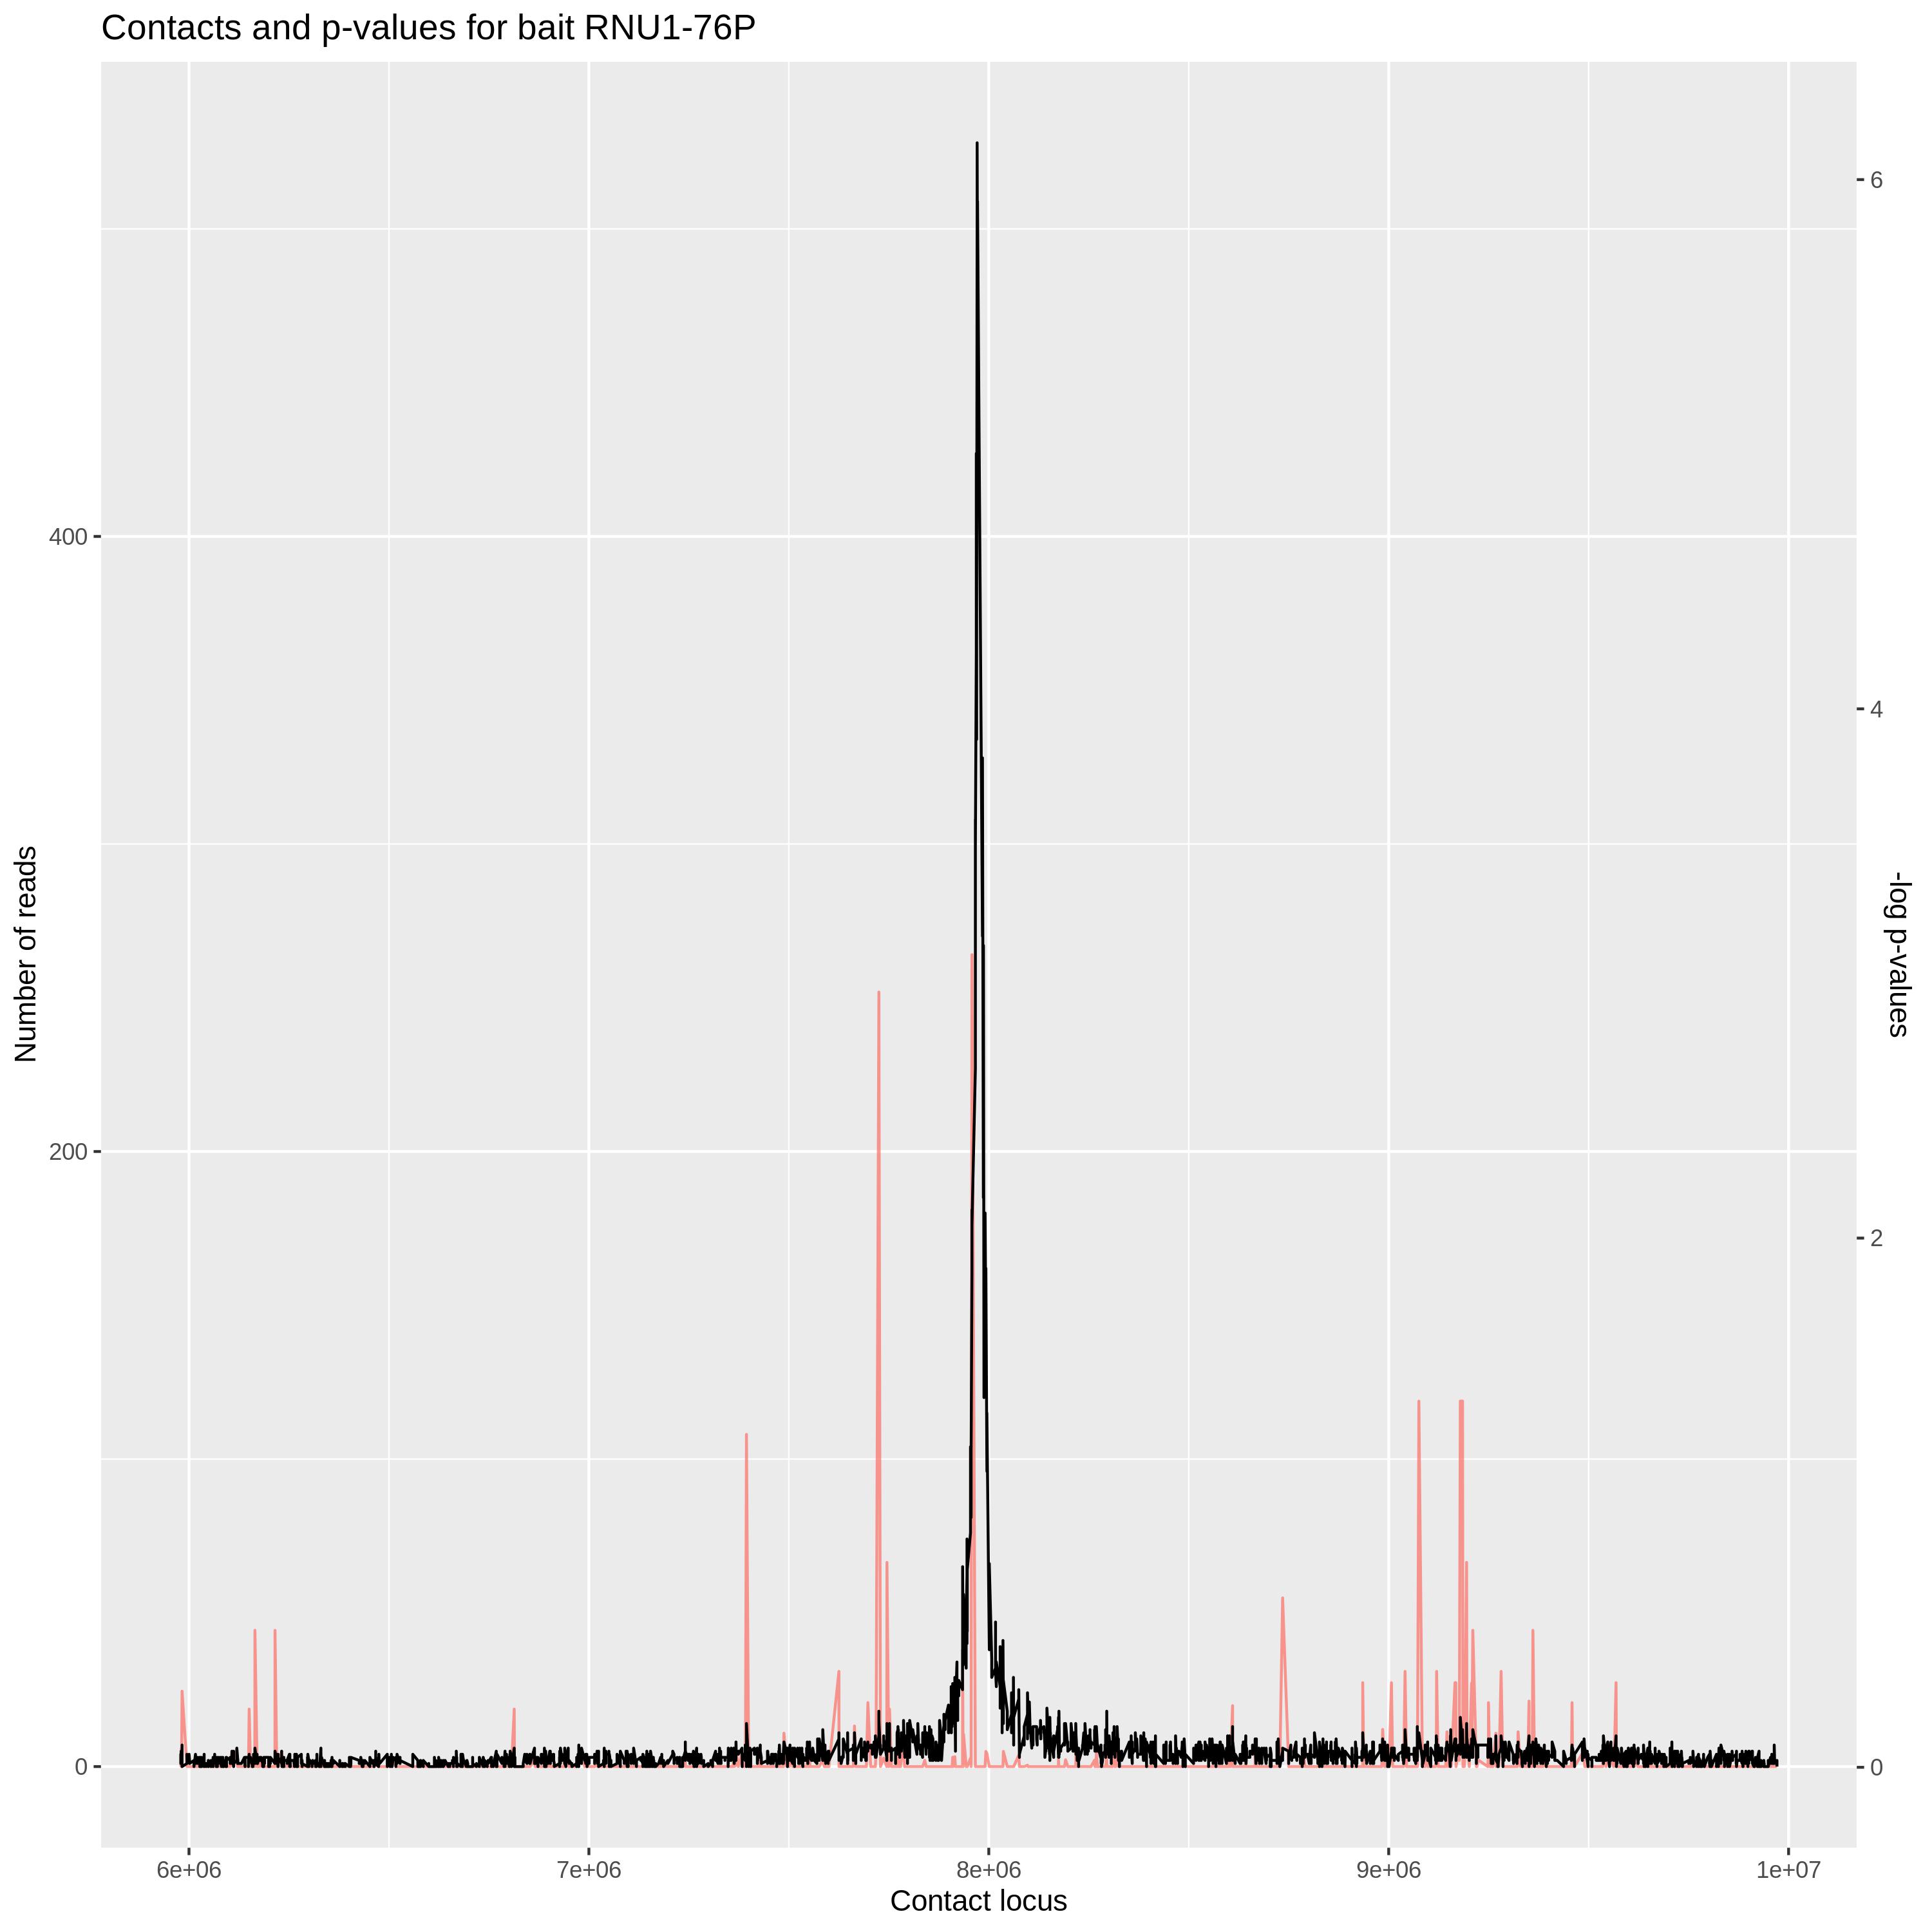 Contacts and p-values for bait RNU1-76P
Number of reads
400
200
0
6
4
2
0
-log p-values
6e+06
7e+06
8e+06
9e+06
1e+07
Contact locus